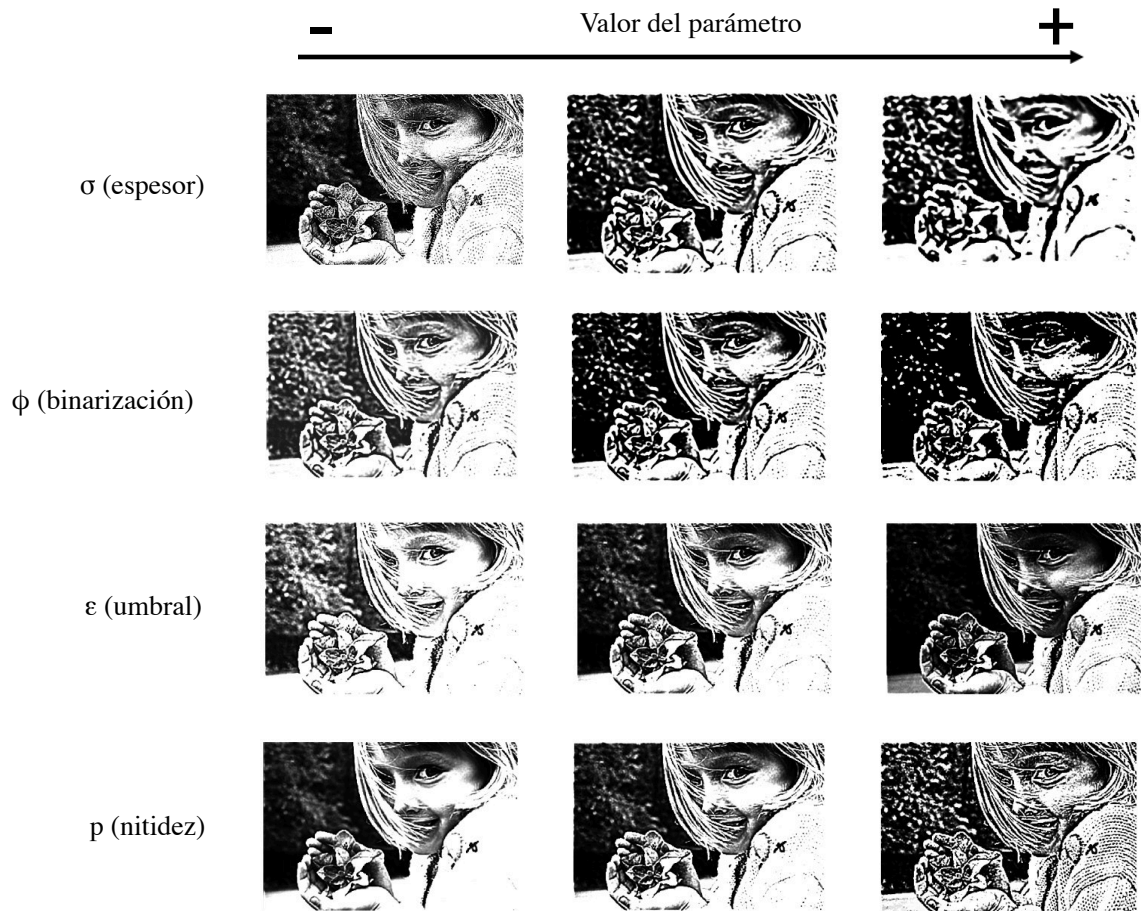 - Valor del parámetro +
σ (espesor)
ϕ (binarización)
ε (umbral)
p (nitidez)